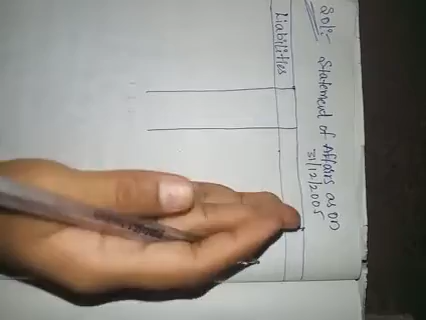 Sol:- Statement of Affairs as on
31/12/2005
Liabilities